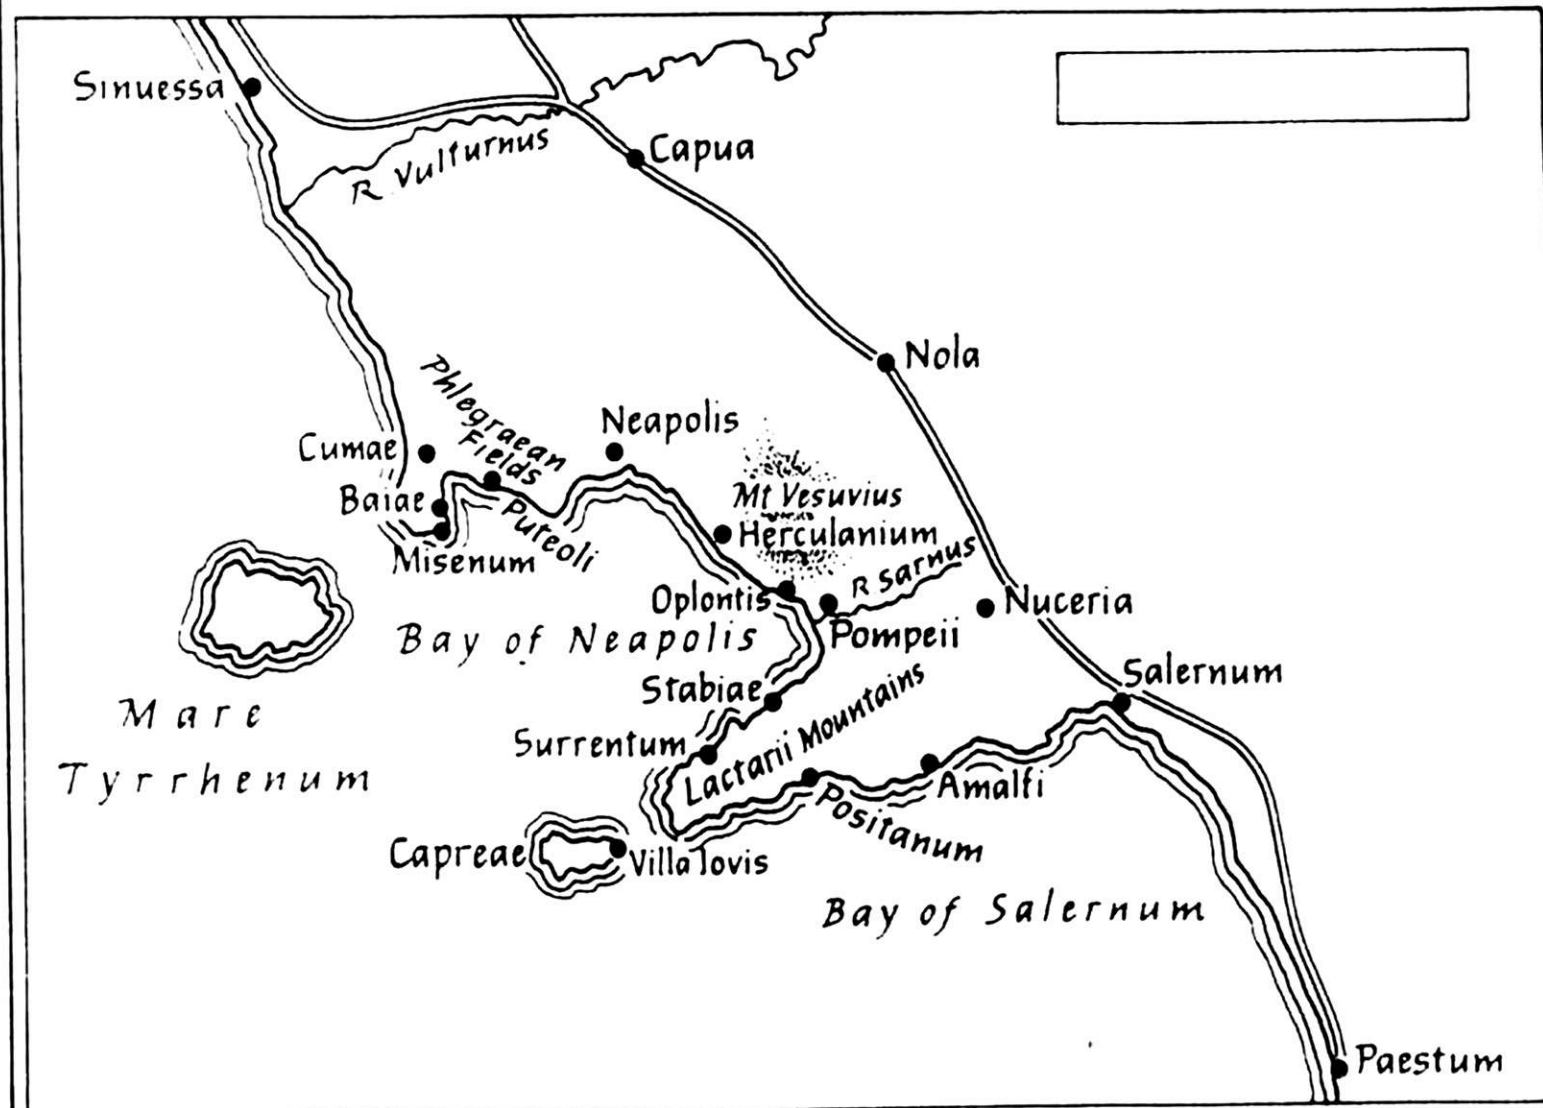 Sinuessa
R Vulturnus
Capua
Nola
Phlegraean
Fields
Neapolis
Cumae
Mt Vesuvius
Baiae
Puteoli
Herculanium
Misenum
R Sarnus
Oplontis
Nuceria
Bay of Neapolis
Pompeii
Stabiae
Salernum
Mare
Tyrrhenum
Surrentum
Lactarii Mountains
Amalfi
Positanum
Capreae
Villa Iovis
Bay of Salernum
Paestum